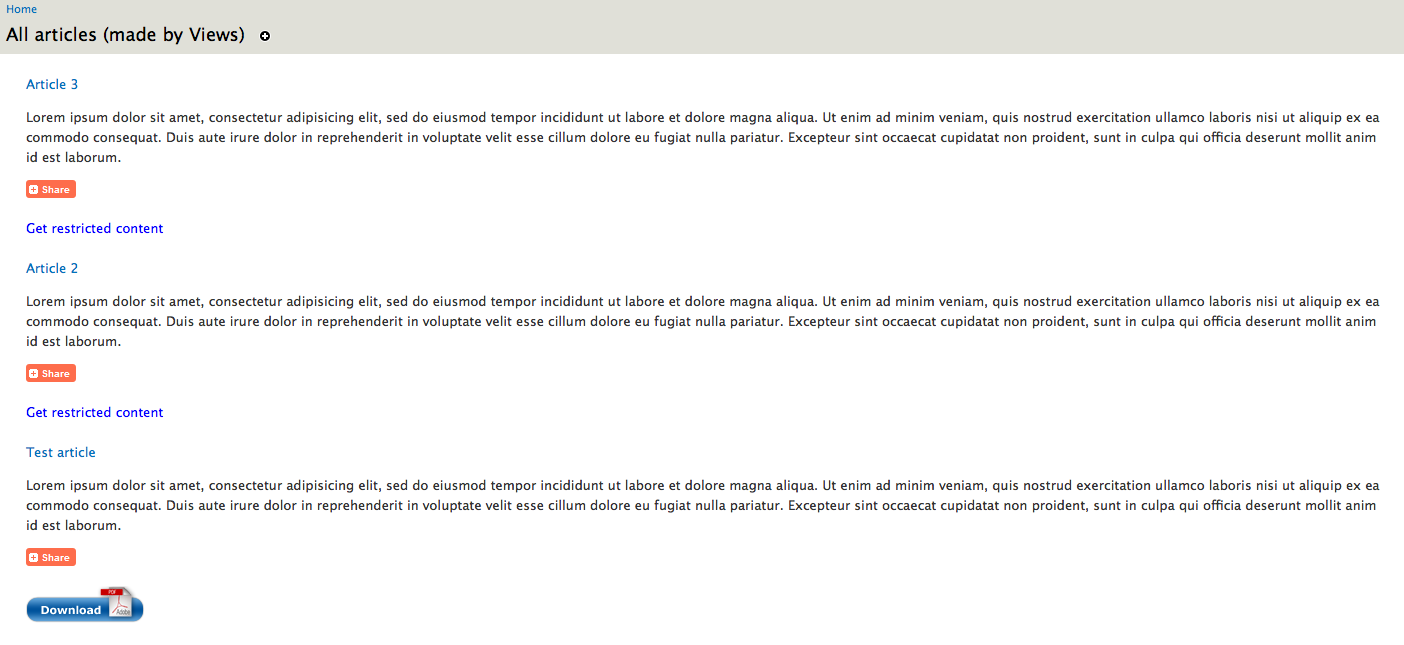 Home
All articles (made by Views)
Article 3
Lorem ipsum dolor sit amet, consectetur adipisicing elit, sed do eiusmod tempor incididunt ut labore et dolore magna aliqua. Ut enim ad minim veniam, quis nostrud exercitation ullamco laboris nisi ut aliquip ex ea
commodo consequat. Duis aute irure dolor in reprehenderit in voluptate velit esse cillum dolore eu fugiat nulla pariatur. Excepteur sint occaecat cupidatat non proident, sunt in culpa qui officia deserunt mollit anim
id est laborum.
Share
Get restricted content
Article 2
Lorem ipsum dolor sit amet, consectetur adipisicing elit, sed do eiusmod tempor incididunt ut labore et dolore magna aliqua. Ut enim ad minim veniam, quis nostrud exercitation ullamco laboris nisi ut aliquip ex ea
commodo consequat. Duis aute irure dolor in reprehenderit in voluptate velit esse cillum dolore eu fugiat nulla pariatur. Excepteur sint occaecat cupidatat non proident, sunt in culpa qui officia deserunt mollit anim
id est laborum.
Share
Get restricted content
Test article
Lorem ipsum dolor sit amet, consectetur adipisicing elit, sed do eiusmod tempor incididunt ut labore et dolore magna aliqua. Ut enim ad minim veniam, quis nostrud exercitation ullamco laboris nisi ut aliquip ex ea
commodo consequat. Duis aute irure dolor in reprehenderit in voluptate velit esse cillum dolore eu fugiat nulla pariatur. Excepteur sint occaecat cupidatat non proident, sunt in culpa qui officia deserunt mollit anim
id est laborum.
Share
PDF
Download
Adobe